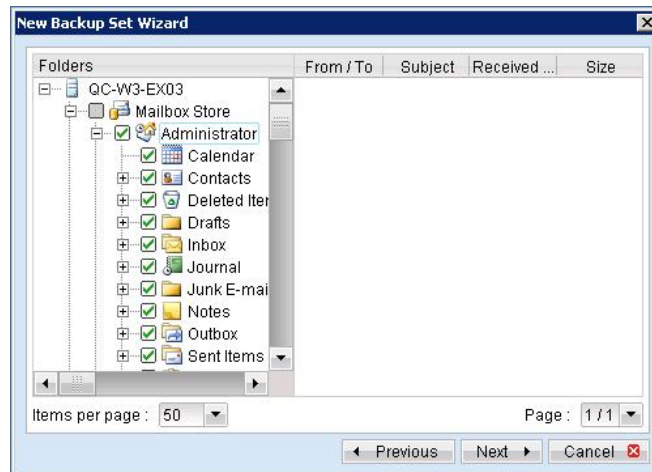 New Backup Set Wizard
Folders From / To Subject Received ... Size
QC-W3-EX03
Mailbox Store
Administrator
Calendar
Contacts
Deleted Iter
Drafts
Inbox
Journal
Junk E-mai
Notes
Outbox
Sent Items
Items per page : 50 Page : 1 / 1
Previous Next Cancel